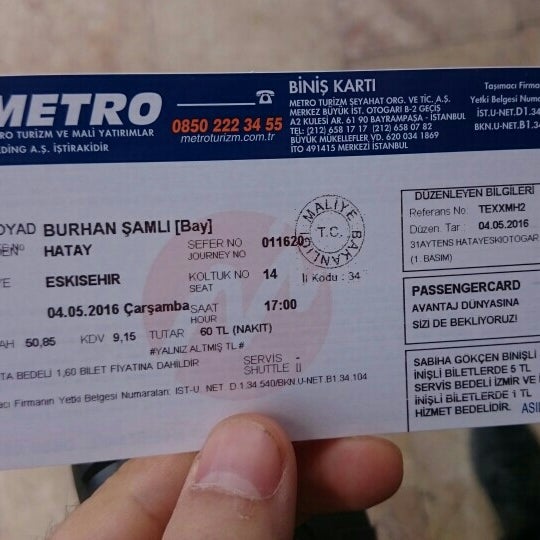 METRO
RO TURİZM VE MALİ YATIRIMLAR
DING A.Ş. İŞTİRAKİDİR
0850 222 34 55
metroturizm.com.tr
BİNİŞ KARTI
METRO TURİZM SEYAHAT ORG. VE TİC. A.Ş.
MERKEZ BÜYÜK İST. OTOGARI B-2 GEÇİŞ
A2 KULESİ AR. 61 90 BAYRAMPAŞA - İSTANBUL
TEL: (212) 658 17 17 (212) 658 07 82
BÜYÜK MÜKELLEFLER VD. 620 034 1869
İTO 491415 MERKEZİ İSTANBUL
Taşımacı Firma
Yetki Belgesi Numar
İST.U-NET.D1.34
BKN.U-NET.B1.34
OYAD BURHAN ŞAMLI [Bay]
DEN HATAY
SEFER NO 011620
JOURNEY NO
YE ESKISEHIR
KOLTUK NO 14
SEAT
04.05.2016 Çarşamba
SAAT 17:00
HOUR
AH 50,85 KDV 9,15 TUTAR 60 TL (NAKIT)
#YALNIZ ALTMIŞ TL #
TA BEDELİ 1,60 BİLET FİYATINA DAHİLDİR
SERVİS -
SHUTTLE
acı Firmanın Yetki Belgesi Numaraları: IST-U. NET. D.1.34.540/BKN.U-NET.B1.34.104
MALİYE BAKANLIĞI
T.C.
İl Kodu : 34
DÜZENLEYEN BİLGİLERİ
Referans No: TEXXMH2
Düzen. Tar : 04.05.2016
31AYTENS HATAYESKIOTOGAR
(1. BASIM)
PASSENGERCARD
AVANTAJ DÜNYASINA
SİZİ DE BEKLİYORUZ!
SABIHA GÖKÇEN BİNİŞLİ
İNİŞLİ BİLETLERDE 5 TL
SERVİS BEDELİ İZMİR VE
İNİŞLİ BİLETLERDE 1 TL
HİZMET BEDELİDİR.
ASII